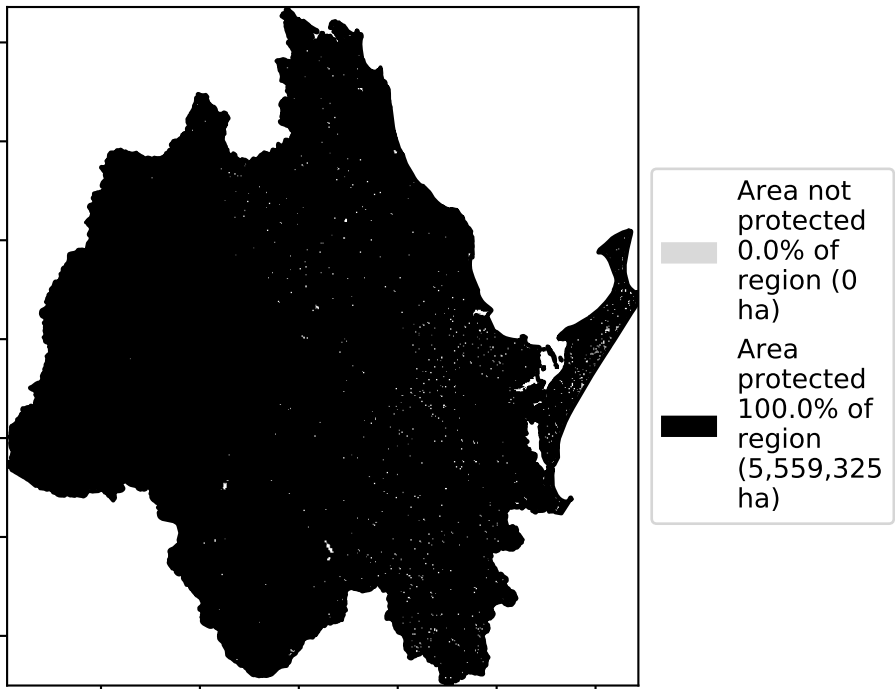 Area not
protected
0.0% of
region (0
ha)
Area
protected
100.0% of
region
(5,559,325
ha)